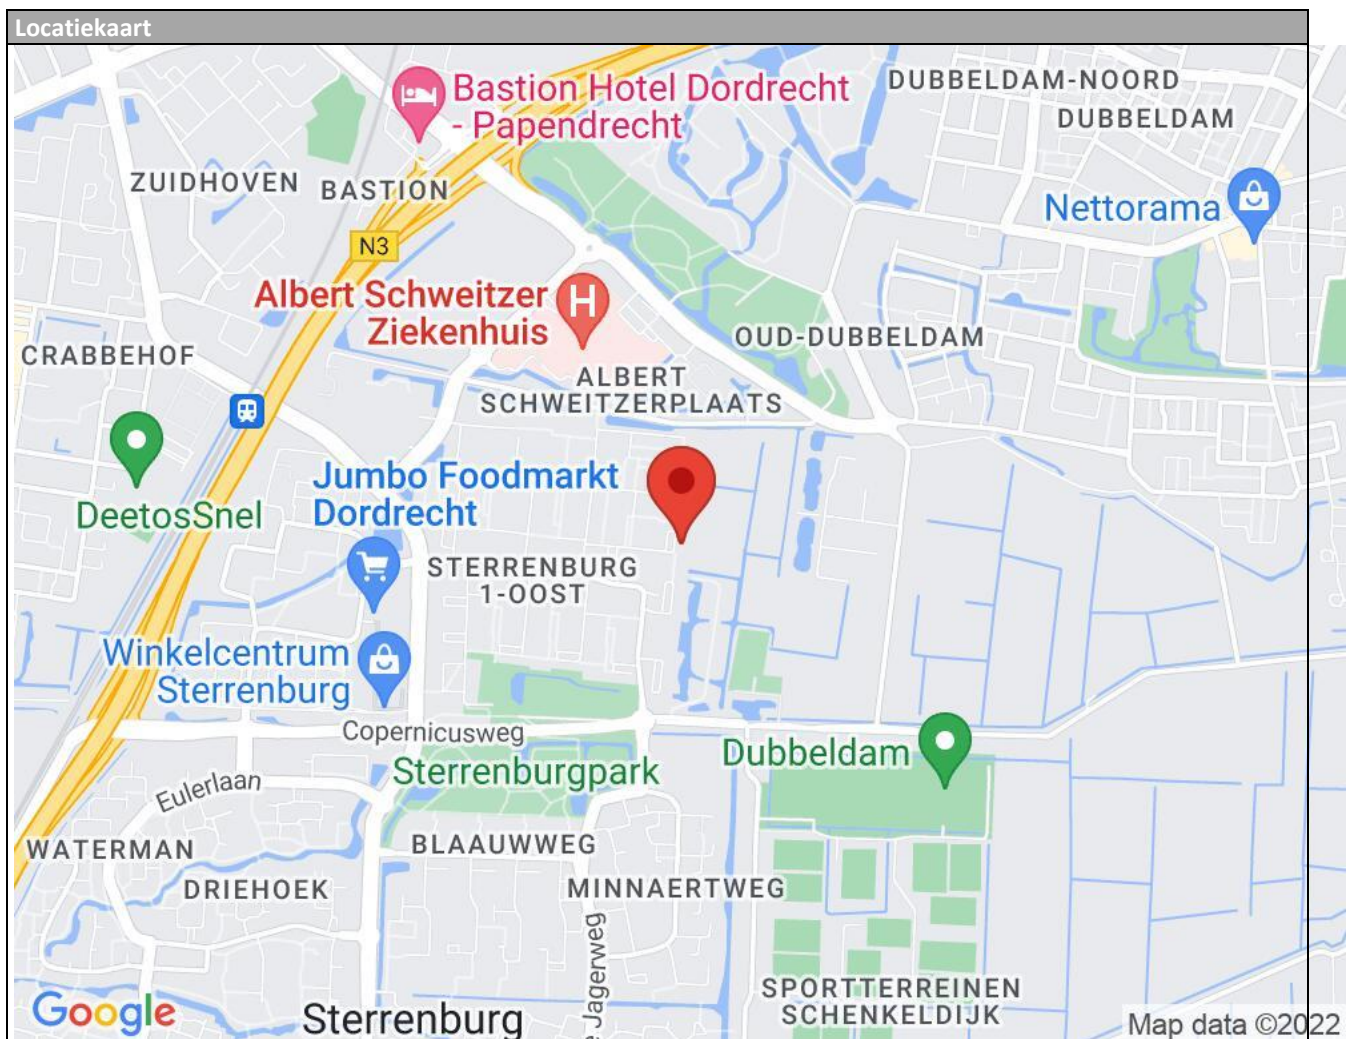 Locatiekaart
Bastion Hotel Dordrecht
- Papendrecht
DUBBELDAM-NOORD
DUBBELDAM
ZUIDHOVEN
BASTION
Nettorama
N3
Albert Schweitzer
Ziekenhuis
H
OUD-DUBBELDAM
CRABBEHOF
ALBERT
SCHWEITZERPLAATS
Jumbo Foodmarkt
Dordrecht
DeetosSnel
STERRENBURG
1-OOST
Winkelcentrum
Sterrenburg
Copernicusweg
Dubbeldam
Sterrenburgpark
Eulerlaan
WATERMAN
BLAAUWWEG
DRIEHOEK
MINNAERTWEG
e Jagerweg
SPORTTERREINEN
SCHENKELDIJK
Google
Sterrenburg
Map data ©2022